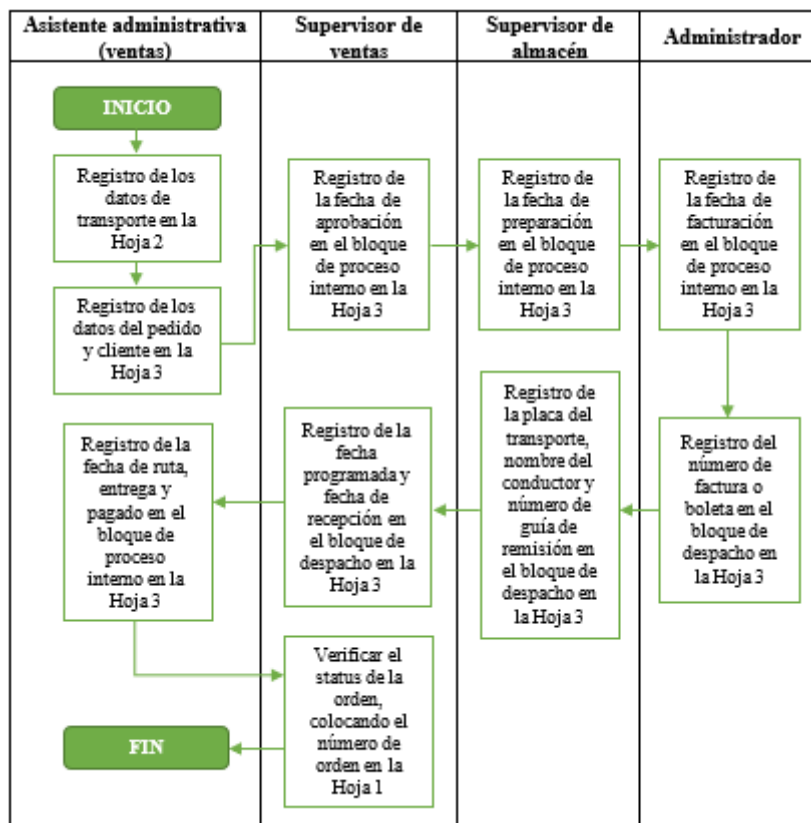 Asistente administrativa
(ventas)
Supervisor de
ventas
Supervisor de
almacén
Administrador
INICIO
Registro de los
datos de
transporte en la
Hoja 2
Registro de los
datos del pedido
y cliente en la
Hoja 3
Registro de
la fecha de
aprobación
en el bloque
de proceso
interno en la
Hoja 3
Registro de
la fecha de
preparación
en el bloque
de proceso
interno en la
Hoja 3
Registro de
la fecha de
facturación
en el bloque
de proceso
interno en la
Hoja 3
Registro del
número de
factura o
boleta en el
bloque de
despacho en
la Hoja 3
Registro de
la placa del
transporte,
nombre del
conductor y
número de
guía de
remisión en
el bloque de
despacho en
la Hoja 3
Registro de la
fecha
programada y
fecha de
recepción en
el bloque de
despacho en la
Hoja 3
Registro de la
fecha de ruta,
entrega y
pagado en el
bloque de
proceso
interno en la
Hoja 3
Verificar el
status de la
orden,
colocando el
número de
orden en la
Hoja 1
FIN